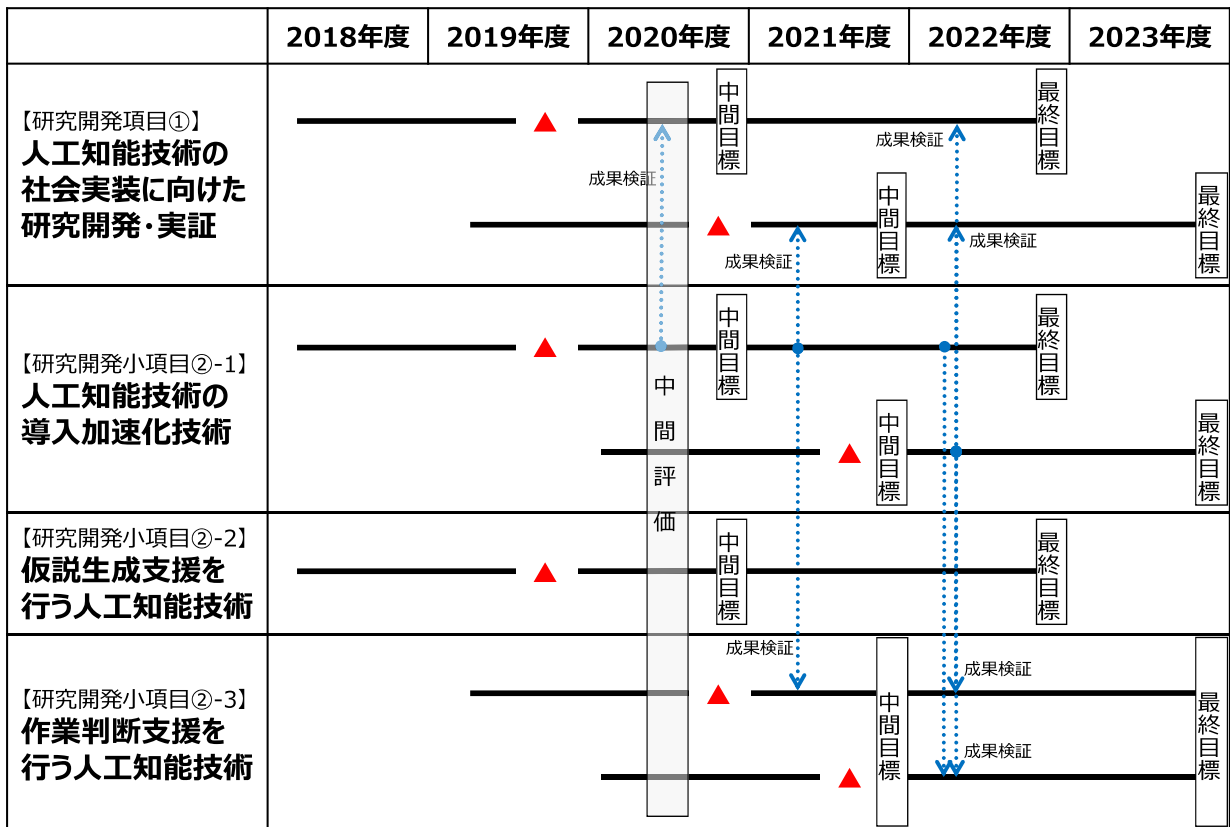 2018年度
2019年度
2020年度
2021年度
2022年度
2023年度
【研究開発項目①】
人工知能技術の
社会実装に向けた
研究開発・実証
中間目標
最終目標
成果検証
成果検証
中間目標
最終目標
成果検証
成果検証
【研究開発小項目②-1】
人工知能技術の
導入加速化技術
中間目標
最終目標
中間評価
中間目標
最終目標
【研究開発小項目②-2】
仮説生成支援を
行う人工知能技術
中間目標
最終目標
【研究開発小項目②-3】
作業判断支援を
行う人工知能技術
成果検証
成果検証
中間目標
最終目標
成果検証